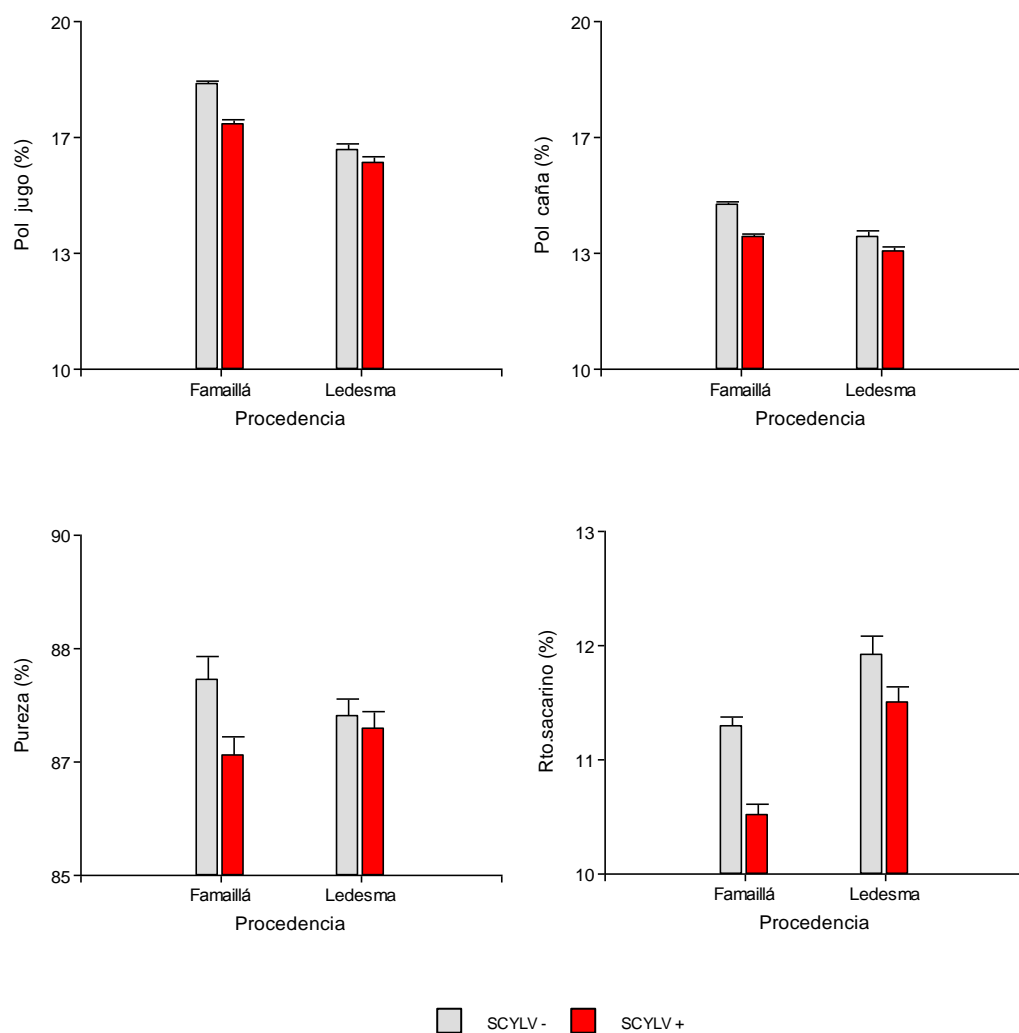 20
17
13
10
Pol jugo (%)
Famaillá Ledesma
Procedencia
20
17
13
10
Pol caña (%)
Famaillá Ledesma
Procedencia
90
88
87
85
Pureza (%)
Famaillá Ledesma
Procedencia
13
12
11
10
Rto.sacarino (%)
Famaillá Ledesma
Procedencia
SCYLV - SCYLV +